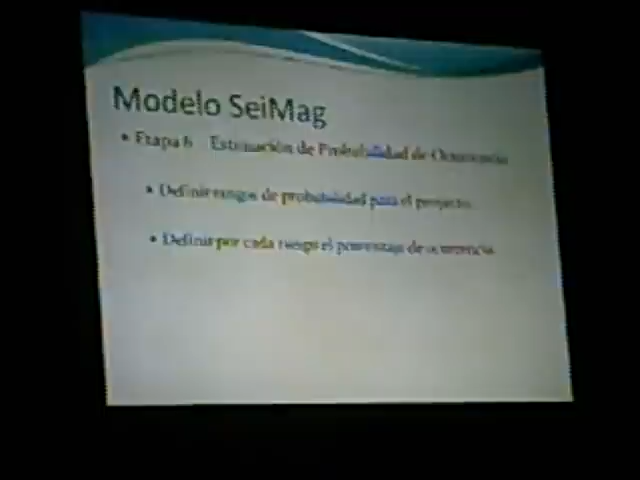 Modelo SeiMag
• Etapa 6 Estimación de Probabilidad de Ocurrencia
• Definir rangos de probabilidad para el proyecto
• Definir por cada riesgo el porcentaje de ocurrencia